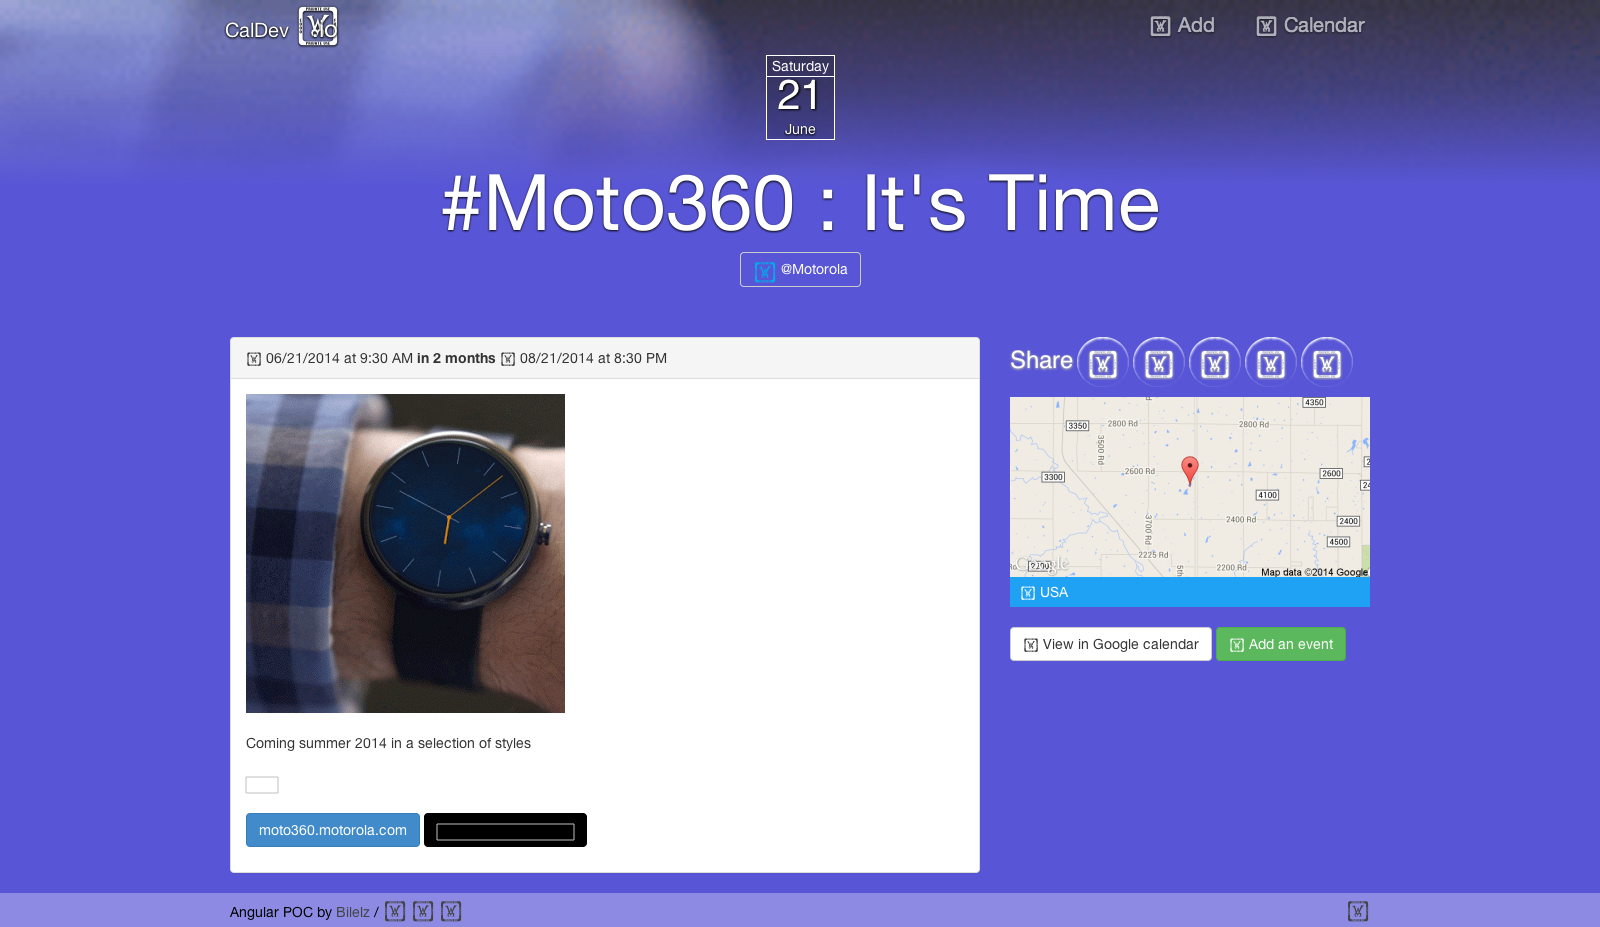 CalDev
Add
Calendar
Saturday
21
June
#Moto360 : It's Time
@Motorola
06/21/2014 at 9:30 AM in 2 months 08/21/2014 at 8:30 PM
Share
4350
3350
2800 Rd
2800 Rd
3500 Rd
3300
2600 Rd
2600
4100
3700 Rd
2400 Rd
2400
4500
2225 Rd
2200 Rd
5th
Map data ©2014 Google
USA
View in Google calendar
Add an event
Coming summer 2014 in a selection of styles
moto360.motorola.com
Angular POC by Bilelz /